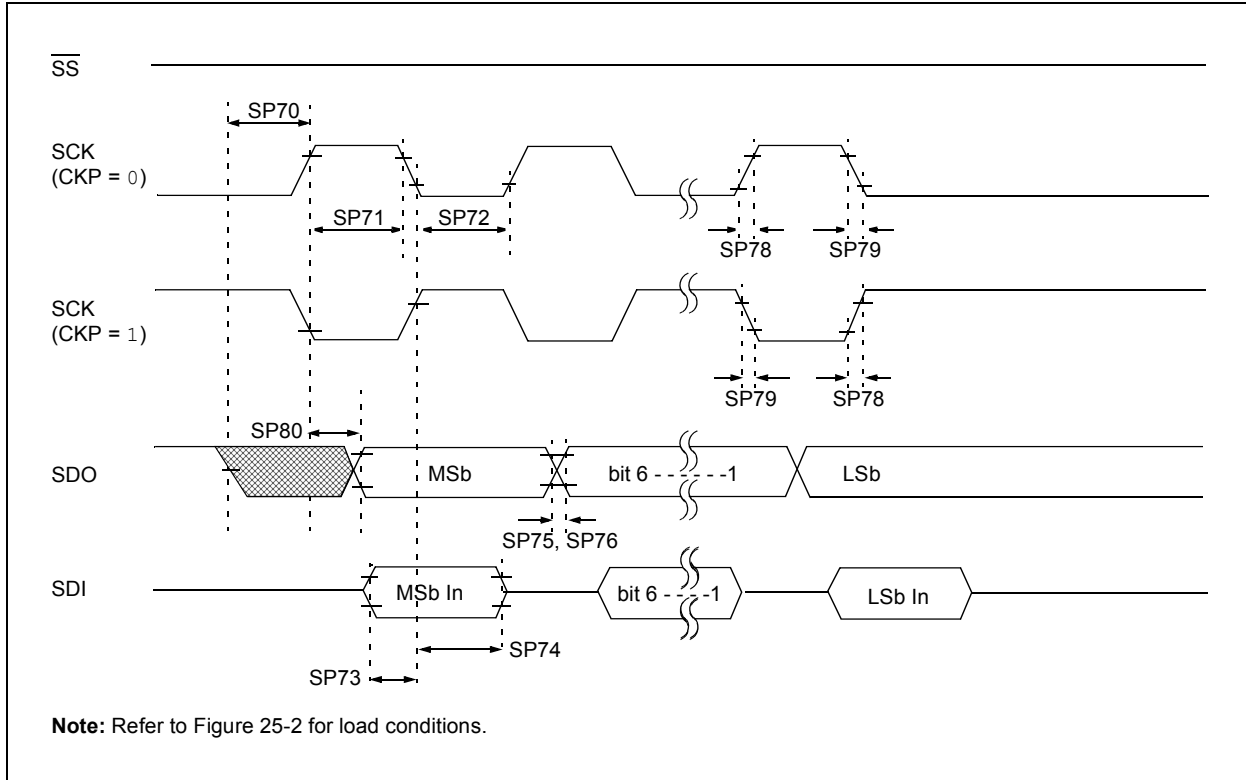 SS
SP70
SCK
(CKP = 0)
SP71
SP72
SP78
SP79
SCK
(CKP = 1)
SP79
SP78
SP80
SDO
MSb
bit 6 - - - - - -1
LSb
SP75, SP76
SDI
MSb In
bit 6 - - - - -1
LSb In
SP74
SP73
Note: Refer to Figure 25-2 for load conditions.